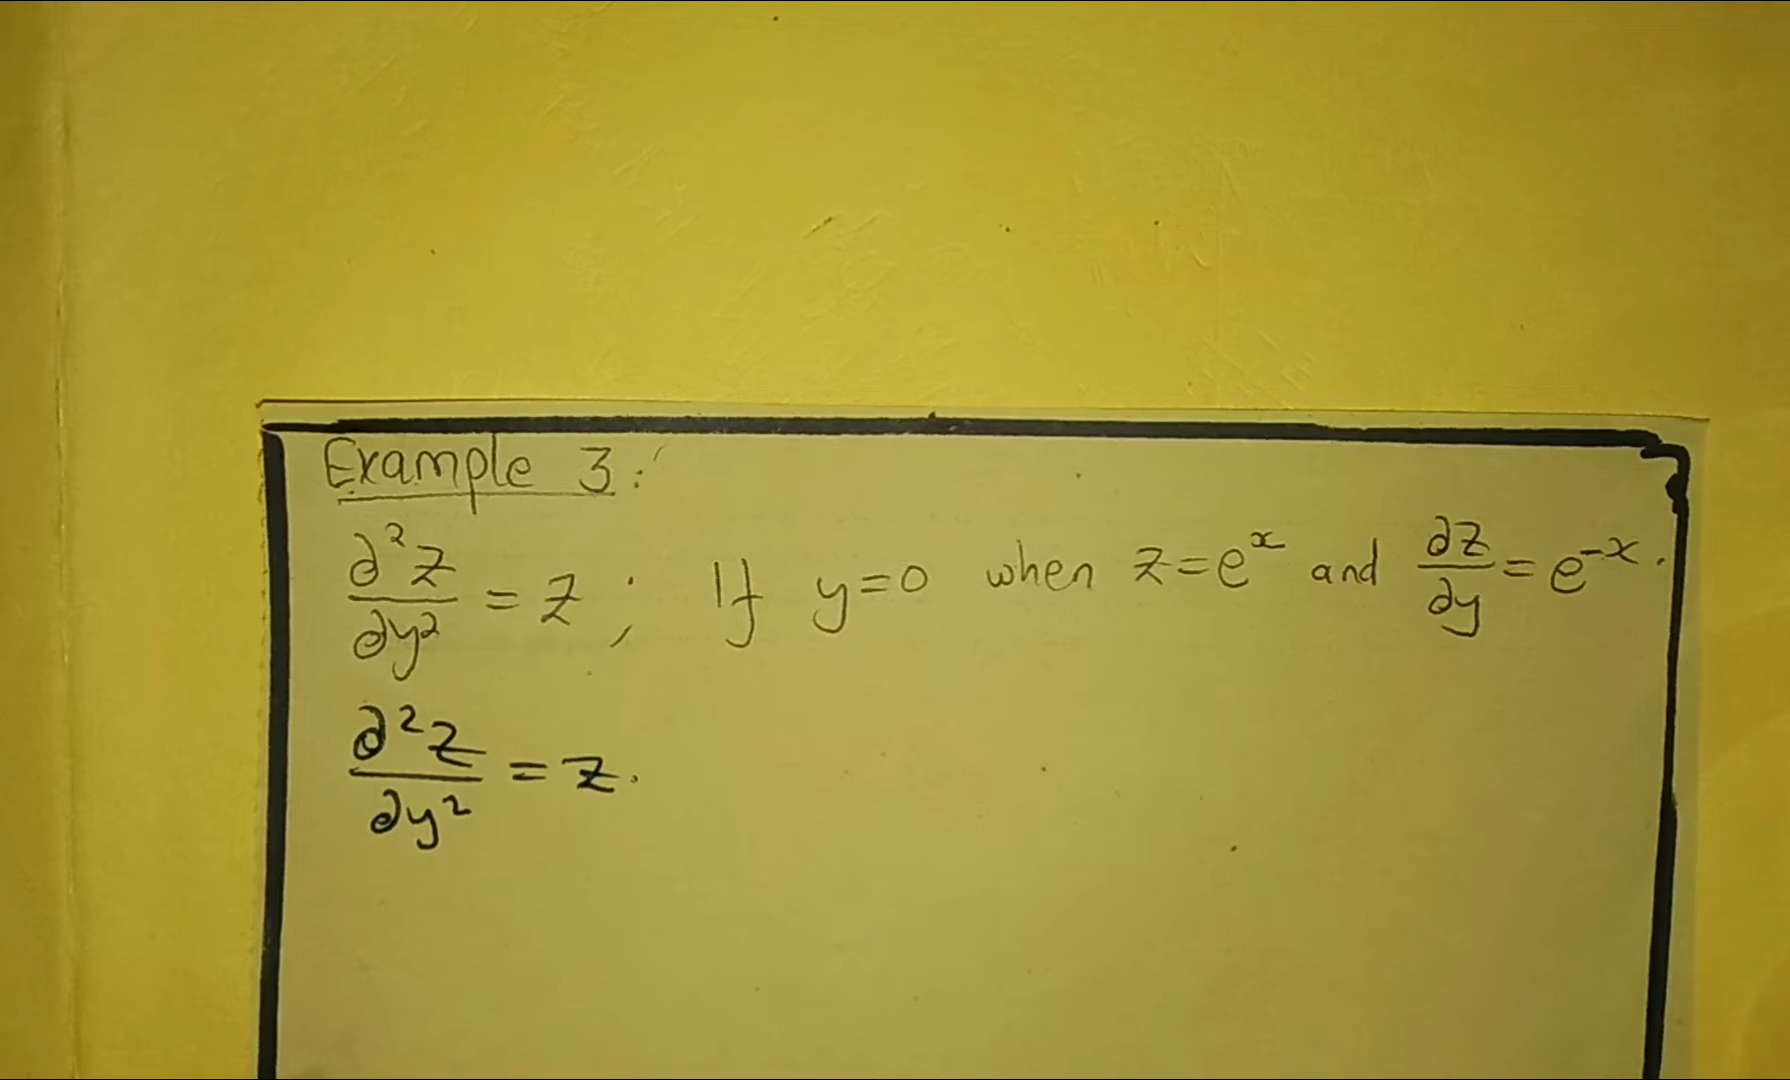 Example 3:
∂²z/∂y² = z ; If y=0 when z=e^x and ∂z/∂y = e^-x.
∂²z/∂y² = z.